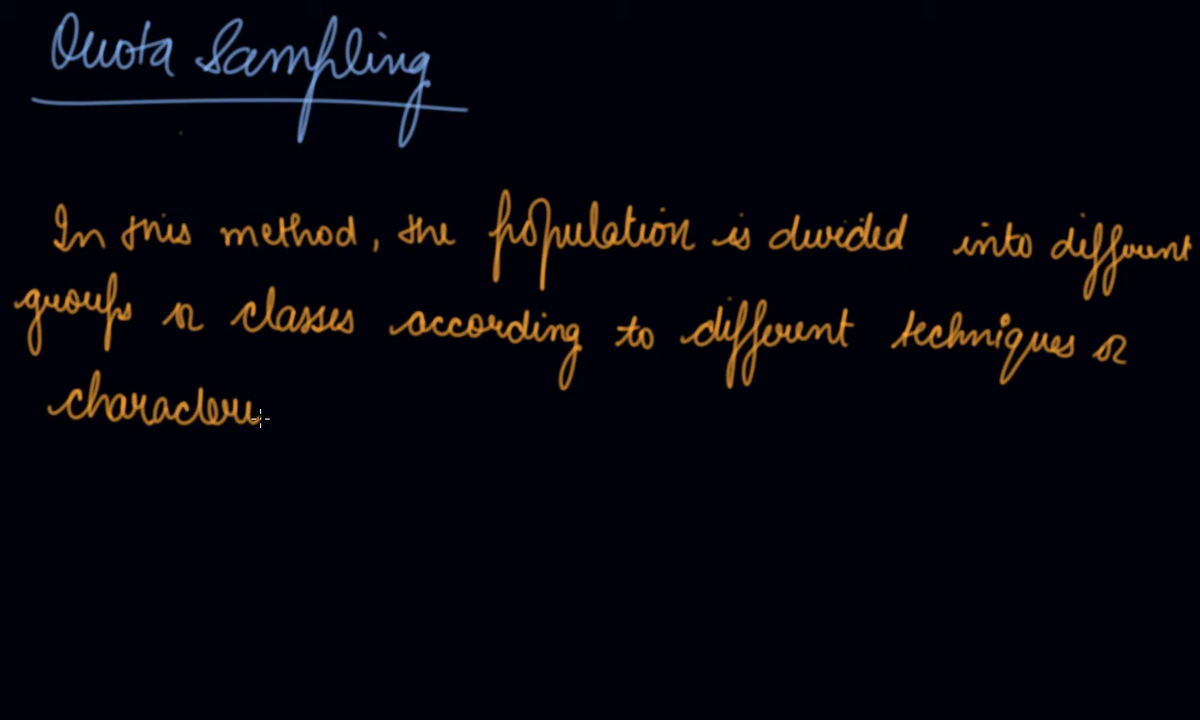 Quota Sampling
In this method, the population is divided into different
groups or classes according to different techniques or
characteri